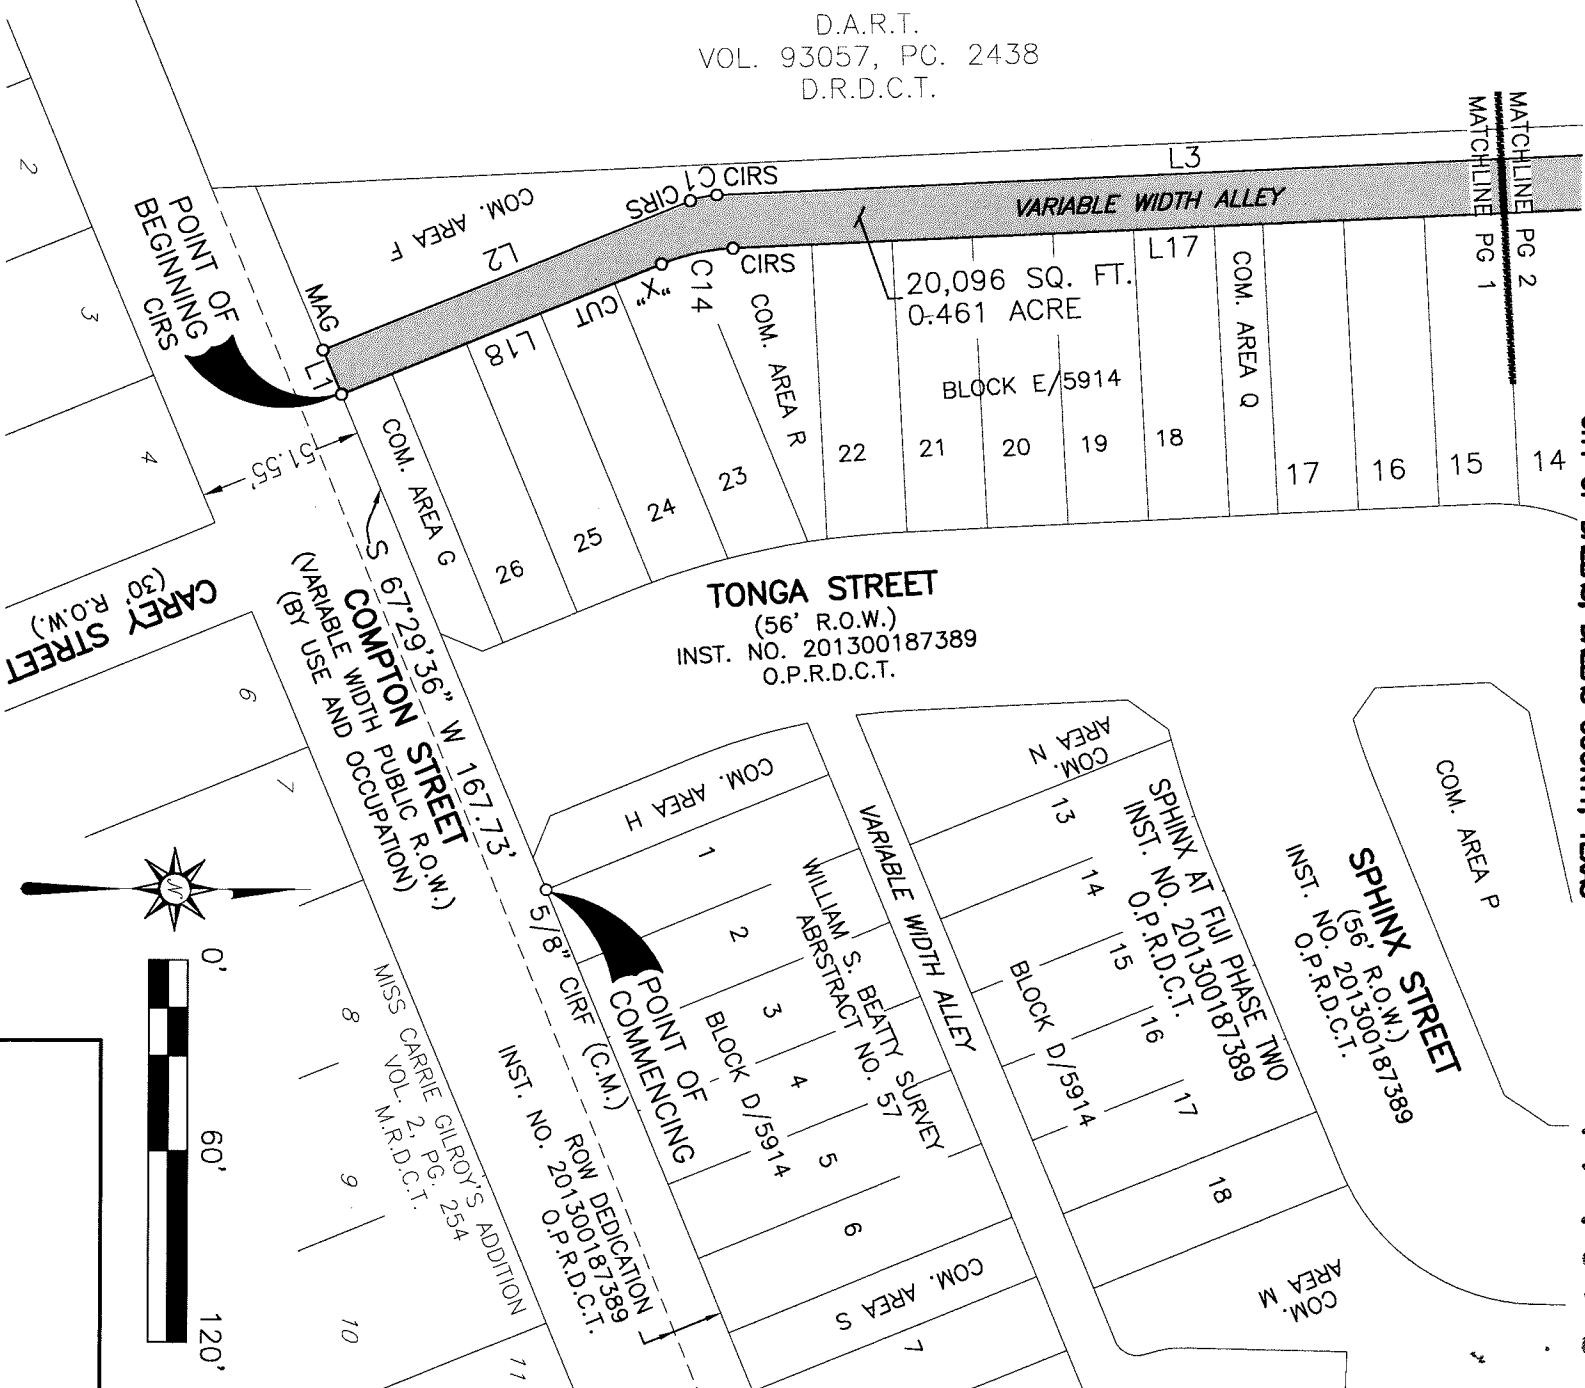 D.A.R.T.
VOL. 93057, PG. 2438
D.R.D.C.T.
MATCHLINE PG 2
MATCHLINE PG 1
L3
C1
CIRS
CIRS
VARIABLE WIDTH ALLEY
COM. AREA F
L2
MAG
L1
POINT OF
BEGINNING
CIRS
2
3
4
51.55'
L18
CUT
"X"
C14
CIRS
20,096 SQ. FT.
0.461 ACRE
L17
COM. AREA Q
COM. AREA R
BLOCK E/5914
COM. AREA G
26
25
24
23
22
21
20
19
18
17
16
15
14
CAREY STREET
(30' R.O.W.)
S 67°29'36" W 167.73'
COMPTON STREET
(VARIABLE WIDTH PUBLIC R.O.W.)
(BY USE AND OCCUPATION)
TONGA STREET
(56' R.O.W.)
INST. NO. 201300187389
O.P.R.D.C.T.
6
7
8
9
10
11
MISS CARRIE GILROY'S ADDITION
VOL. 2, PG. 254
M.R.D.C.T.
N
0'
60'
120'
5/8" CIRF (C.M.)
POINT OF
COMMENCING
COM. AREA H
1
2
3
4
5
6
7
BLOCK D/5914
WILLIAM S. BEATTY SURVEY
ABRSTRACT NO. 57
VARIABLE WIDTH ALLEY
COM. AREA S
ROW DEDICATION
INST. NO. 201300187389
O.P.R.D.C.T.
COM.
AREA N
13
14
15
16
17
18
BLOCK D/5914
SPHINX AT FIJI PHASE TWO
INST. NO. 201300187389
O.P.R.D.C.T.
COM.
AREA M
SPHINX STREET
(56' R.O.W.)
INST. NO. 201300187389
O.P.R.D.C.T.
COM. AREA P